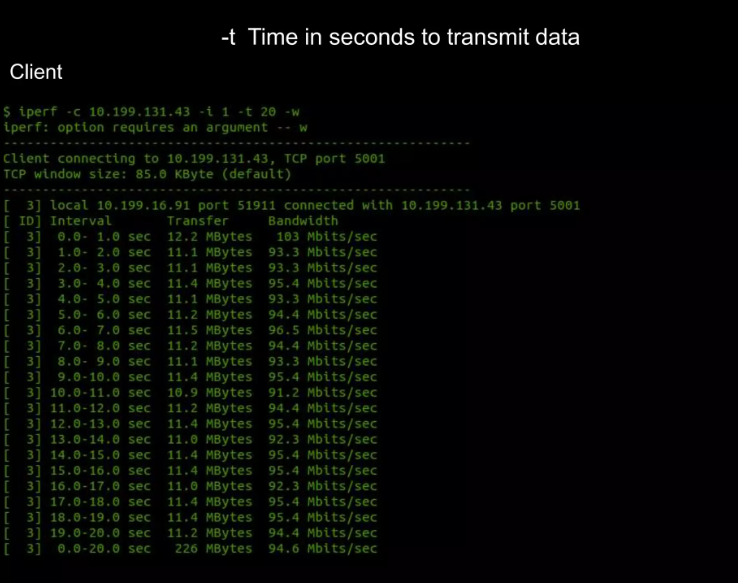 -t  Time in seconds to transmit data
Client
$ iperf -c 10.199.131.43 -i 1 -t 20 -w
iperf: option requires an argument -- w
------------------------------------------------------------
Client connecting to 10.199.131.43, TCP port 5001
TCP window size: 85.0 KByte (default)
------------------------------------------------------------
[  3] local 10.199.16.91 port 51911 connected with 10.199.131.43 port 5001
[ ID] Interval       Transfer     Bandwidth
[  3]  0.0- 1.0 sec  12.2 MBytes   103 Mbits/sec
[  3]  1.0- 2.0 sec  11.1 MBytes  93.3 Mbits/sec
[  3]  2.0- 3.0 sec  11.1 MBytes  93.3 Mbits/sec
[  3]  3.0- 4.0 sec  11.4 MBytes  95.4 Mbits/sec
[  3]  4.0- 5.0 sec  11.1 MBytes  93.3 Mbits/sec
[  3]  5.0- 6.0 sec  11.2 MBytes  94.4 Mbits/sec
[  3]  6.0- 7.0 sec  11.5 MBytes  96.5 Mbits/sec
[  3]  7.0- 8.0 sec  11.2 MBytes  94.4 Mbits/sec
[  3]  8.0- 9.0 sec  11.1 MBytes  93.3 Mbits/sec
[  3]  9.0-10.0 sec  11.4 MBytes  95.4 Mbits/sec
[  3] 10.0-11.0 sec  10.9 MBytes  91.2 Mbits/sec
[  3] 11.0-12.0 sec  11.2 MBytes  94.4 Mbits/sec
[  3] 12.0-13.0 sec  11.4 MBytes  95.4 Mbits/sec
[  3] 13.0-14.0 sec  11.0 MBytes  92.3 Mbits/sec
[  3] 14.0-15.0 sec  11.4 MBytes  95.4 Mbits/sec
[  3] 15.0-16.0 sec  11.4 MBytes  95.4 Mbits/sec
[  3] 16.0-17.0 sec  11.0 MBytes  92.3 Mbits/sec
[  3] 17.0-18.0 sec  11.4 MBytes  95.4 Mbits/sec
[  3] 18.0-19.0 sec  11.4 MBytes  95.4 Mbits/sec
[  3] 19.0-20.0 sec  11.2 MBytes  94.4 Mbits/sec
[  3]  0.0-20.0 sec   226 MBytes  94.6 Mbits/sec